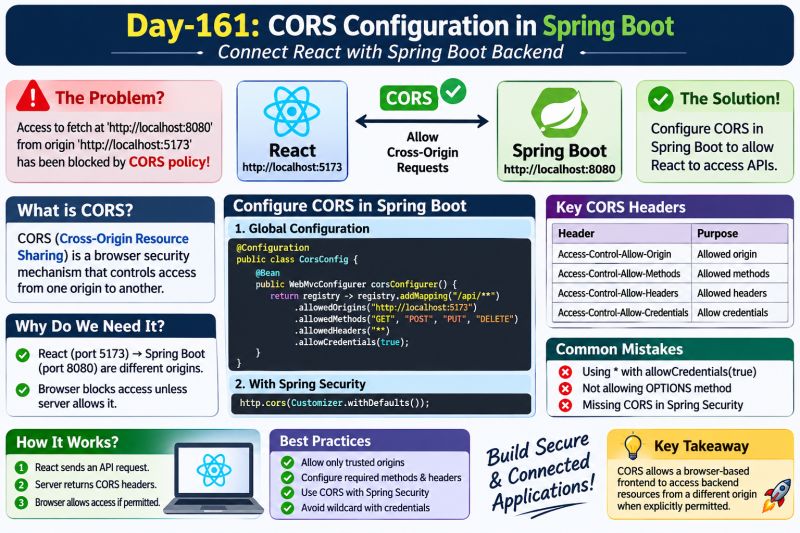 Day-161: CORS Configuration in Spring Boot
Connect React with Spring Boot Backend
The Problem?
Access to fetch at 'http://localhost:8080'
from origin 'http://localhost:5173'
has been blocked by CORS policy!
React
http://localhost:5173
CORS
Allow
Cross-Origin
Requests
Spring Boot
http://localhost:8080
The Solution!
Configure CORS in
Spring Boot to allow
React to access APIs.
What is CORS?
CORS (Cross-Origin Resource
Sharing) is a browser security
mechanism that controls access
from one origin to another.
Why Do We Need It?
React (port 5173) → Spring Boot
(port 8080) are different origins.
Browser blocks access unless
server allows it.
Configure CORS in Spring Boot
1. Global Configuration
@Configuration
public class CorsConfig {
@Bean
public WebMvcConfigurer corsConfigurer() {
return registry -> registry.addMapping("/api/**")
.allowedOrigins("http://localhost:5173")
.allowedMethods("GET", "POST", "PUT", "DELETE")
.allowedHeaders("*")
.allowCredentials(true);
}
}
2. With Spring Security
http.cors(Customizer.withDefaults());
Key CORS Headers
Header Purpose
Access-Control-Allow-Origin Allowed origin
Access-Control-Allow-Methods Allowed methods
Access-Control-Allow-Headers Allowed headers
Access-Control-Allow-Credentials Allow credentials
Common Mistakes
Using * with allowCredentials(true)
Not allowing OPTIONS method
Missing CORS in Spring Security
How It Works?
1 React sends an API request.
2 Server returns CORS headers.
3 Browser allows access if permitted.
Best Practices
Allow only trusted origins
Configure required methods & headers
Use CORS with Spring Security
Avoid wildcard with credentials
Build Secure
& Connected
Applications!
Key Takeaway
CORS allows a browser-based
frontend to access backend
resources from a different origin
when explicitly permitted.